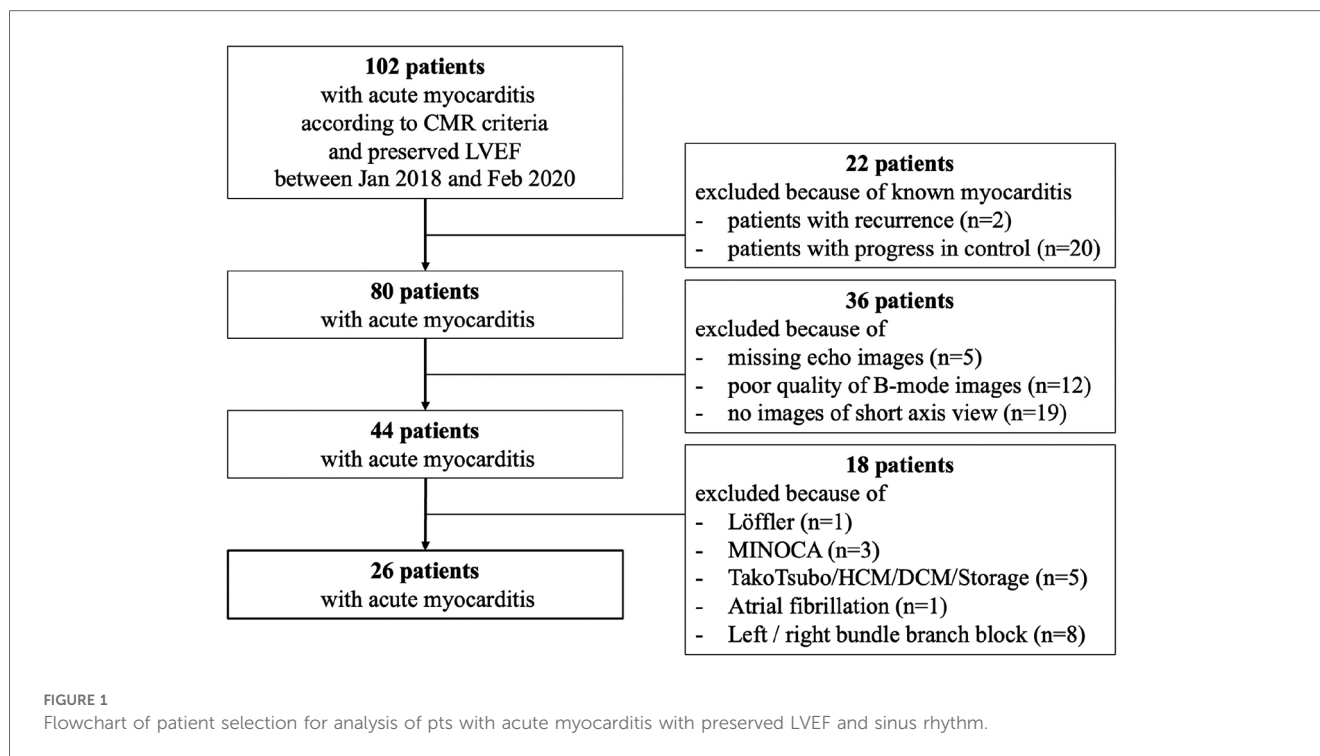 102 patients
with acute myocarditis
according to CMR criteria
and preserved LVEF
between Jan 2018 and Feb 2020
22 patients
excluded because of known myocarditis
- patients with recurrence (n=2)
- patients with progress in control (n=20)
80 patients
with acute myocarditis
36 patients
excluded because of
- missing echo images (n=5)
- poor quality of B-mode images (n=12)
- no images of short axis view (n=19)
44 patients
with acute myocarditis
18 patients
excluded because of
- Löffler (n=1)
- MINOCA (n=3)
- TakoTsubo/HCM/DCM/Storage (n=5)
- Atrial fibrillation (n=1)
- Left / right bundle branch block (n=8)
26 patients
with acute myocarditis
FIGURE 1
Flowchart of patient selection for analysis of pts with acute myocarditis with preserved LVEF and sinus rhythm.